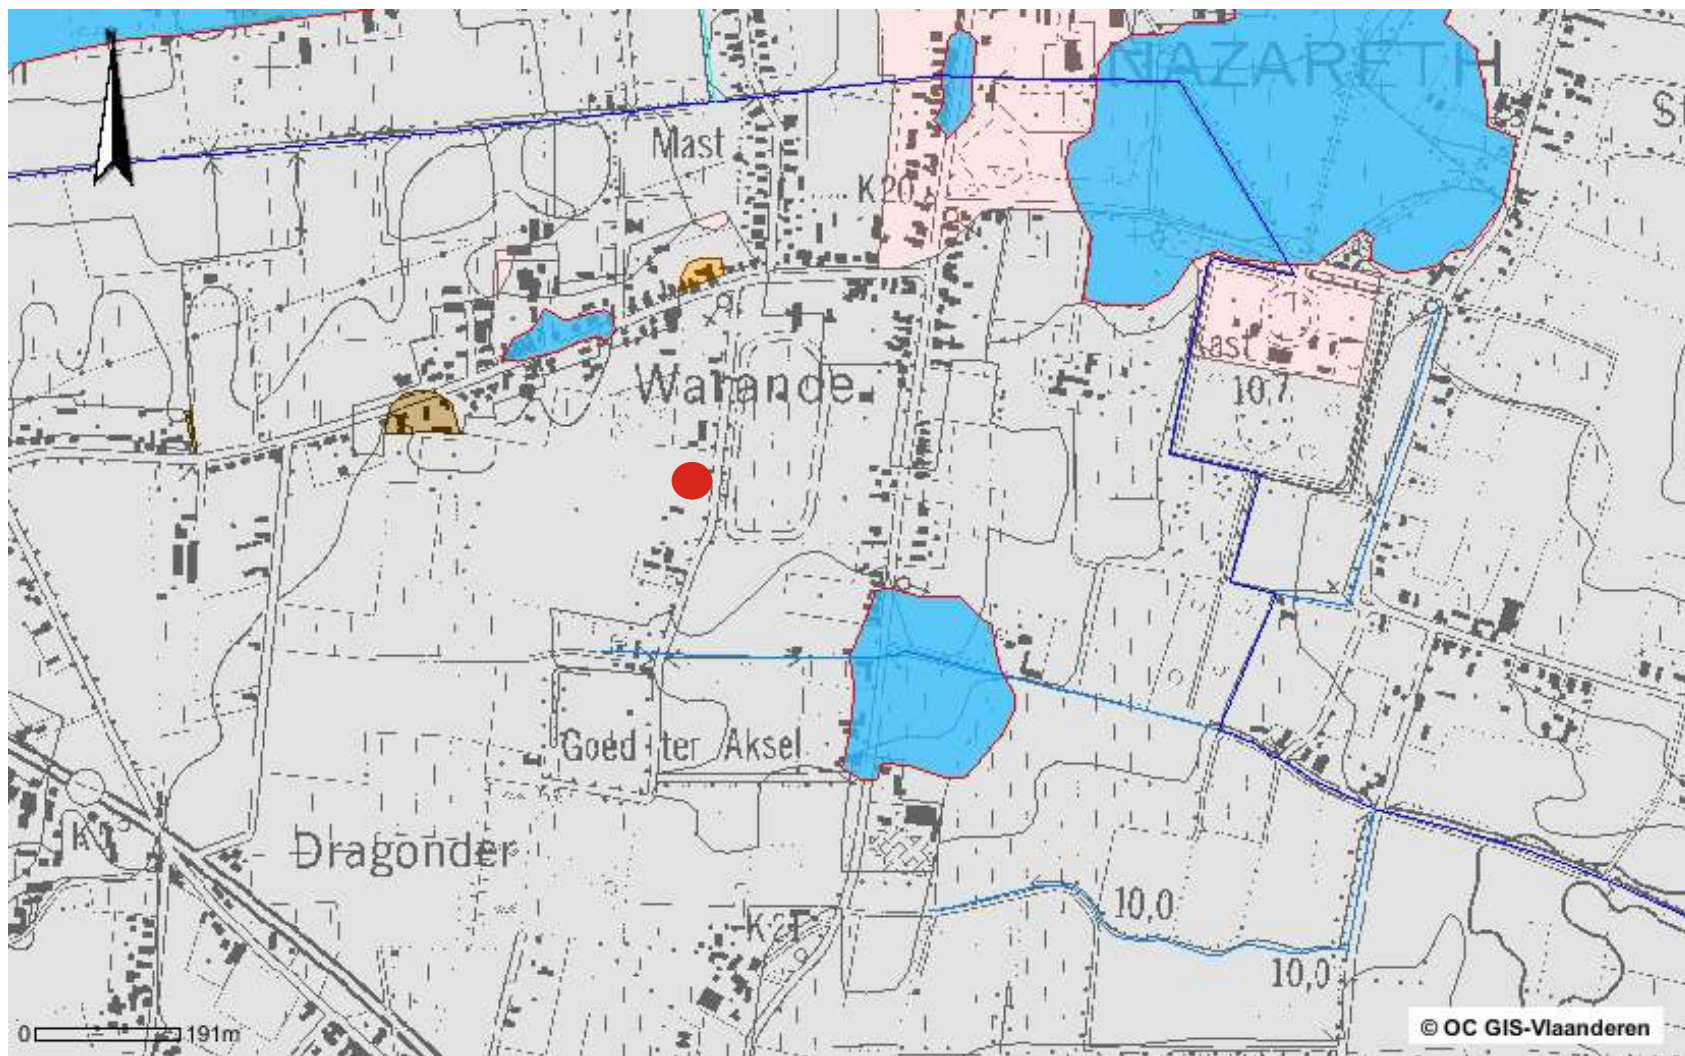 NAZARETH
Mast
K20
Warande
10,7
Goed ter Aksel
Dragonder
10,0
K21
10,0
0 191m
© OC GIS-Vlaanderen